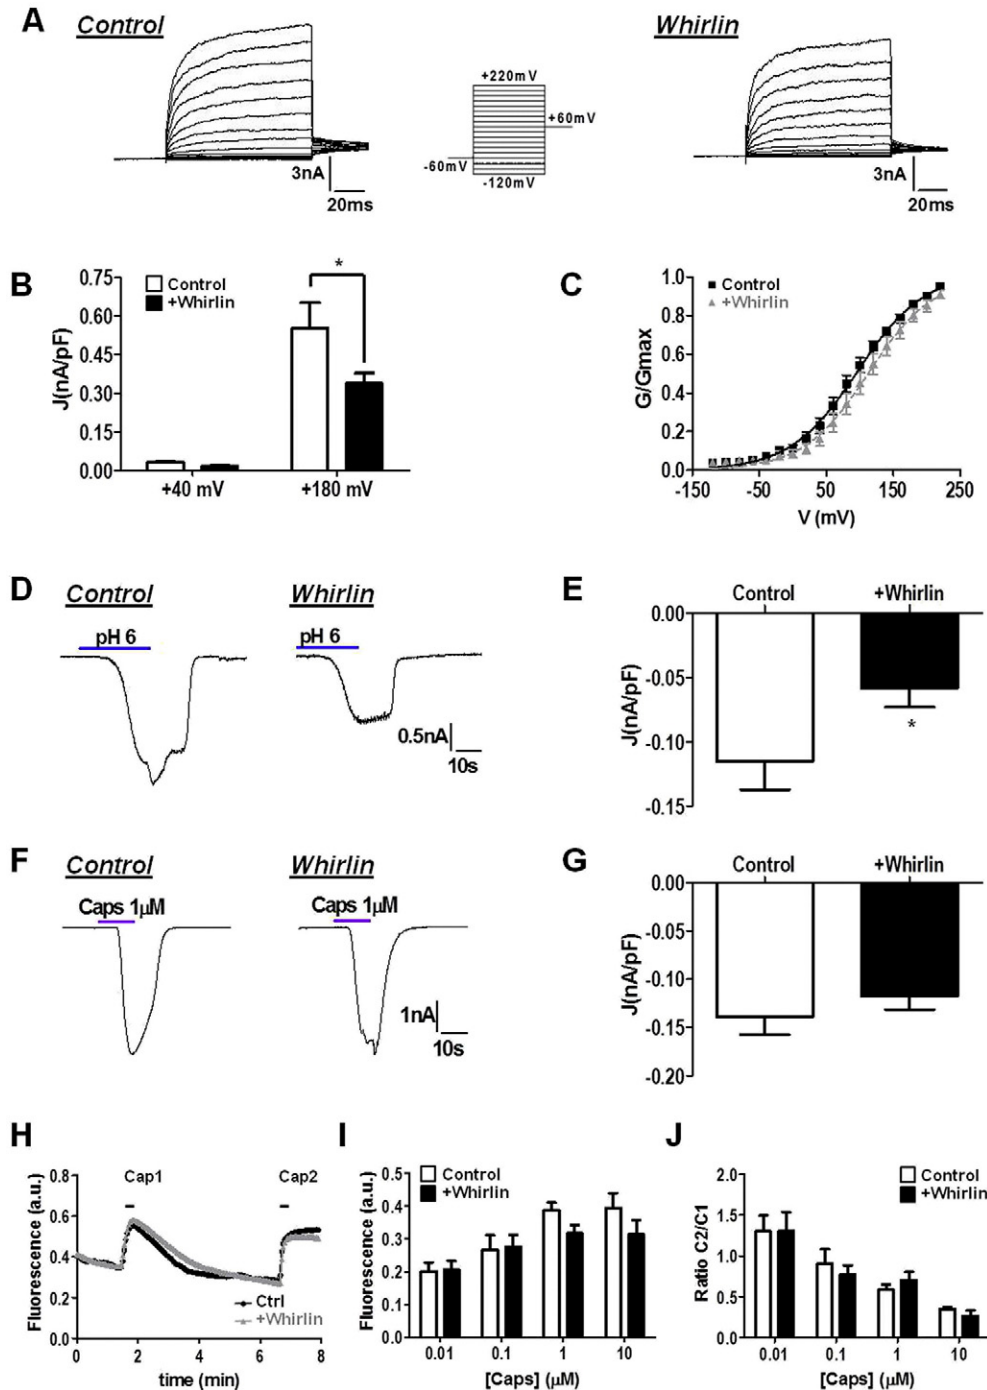 A
Control
Whirlin
+220mV
+60mV
-60mV
-120mV
3nA
20ms
3nA
20ms
B
Control
+Whirlin
*
J(nA/pF)
0.75
0.60
0.45
0.30
0.15
0.00
+40 mV
+180 mV
C
Control
+Whirlin
G/Gmax
1.0
0.8
0.6
0.4
0.2
0.0
-150
-50
50
150
250
V (mV)
D
Control
Whirlin
pH 6
pH 6
0.5nA
10s
E
Control
+Whirlin
J(nA/pF)
0.00
-0.05
-0.10
-0.15
*
F
Control
Whirlin
Caps 1µM
Caps 1µM
1nA
10s
G
Control
+Whirlin
J(nA/pF)
0.00
-0.05
-0.10
-0.15
-0.20
H
Cap1
Cap2
Fluorescence (a.u.)
0.8
0.6
0.4
0.2
0.0
Ctrl
+Whirlin
0
2
4
6
8
time (min)
I
Control
+Whirlin
Fluorescence (a.u.)
0.5
0.4
0.3
0.2
0.1
0.0
0.01
0.1
1
10
[Caps] (µM)
J
Control
+Whirlin
Ratio C2/C1
2.0
1.5
1.0
0.5
0.0
0.01
0.1
1
10
[Caps] (µM)